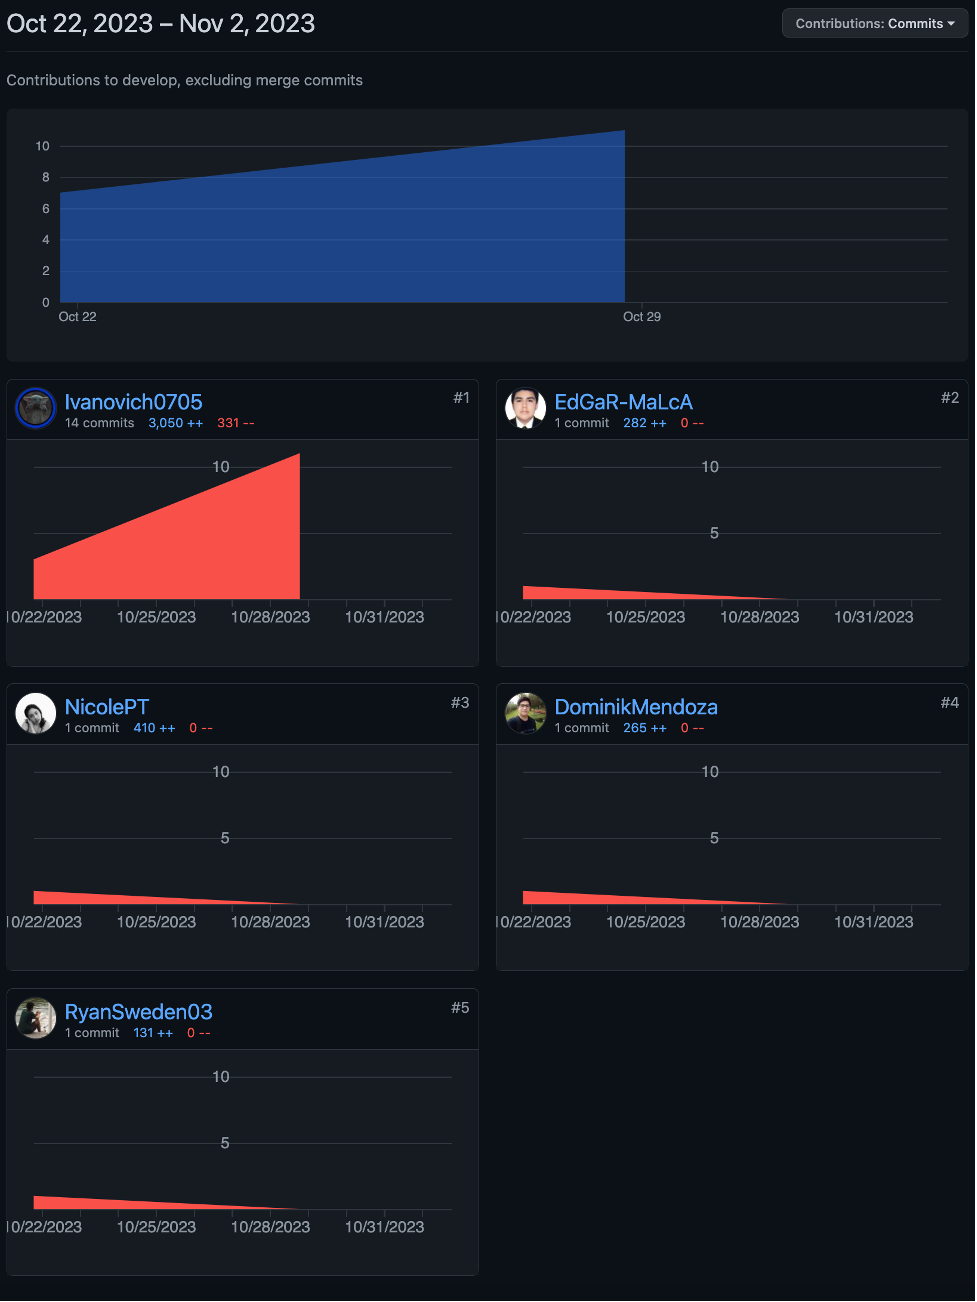 Oct 22, 2023 – Nov 2, 2023
Contributions: Commits
Contributions to develop, excluding merge commits
10
8
6
4
2
0
Oct 22 Oct 29
Ivanovich0705 #1
14 commits 3,050 ++ 331 --
10
10/22/2023 10/25/2023 10/28/2023 10/31/2023
EdGaR-MaLcA #2
1 commit 282 ++ 0 --
10
5
10/22/2023 10/25/2023 10/28/2023 10/31/2023
NicolePT #3
1 commit 410 ++ 0 --
10
5
10/22/2023 10/25/2023 10/28/2023 10/31/2023
DominikMendoza #4
1 commit 265 ++ 0 --
10
5
10/22/2023 10/25/2023 10/28/2023 10/31/2023
RyanSweden03 #5
1 commit 131 ++ 0 --
10
5
10/22/2023 10/25/2023 10/28/2023 10/31/2023